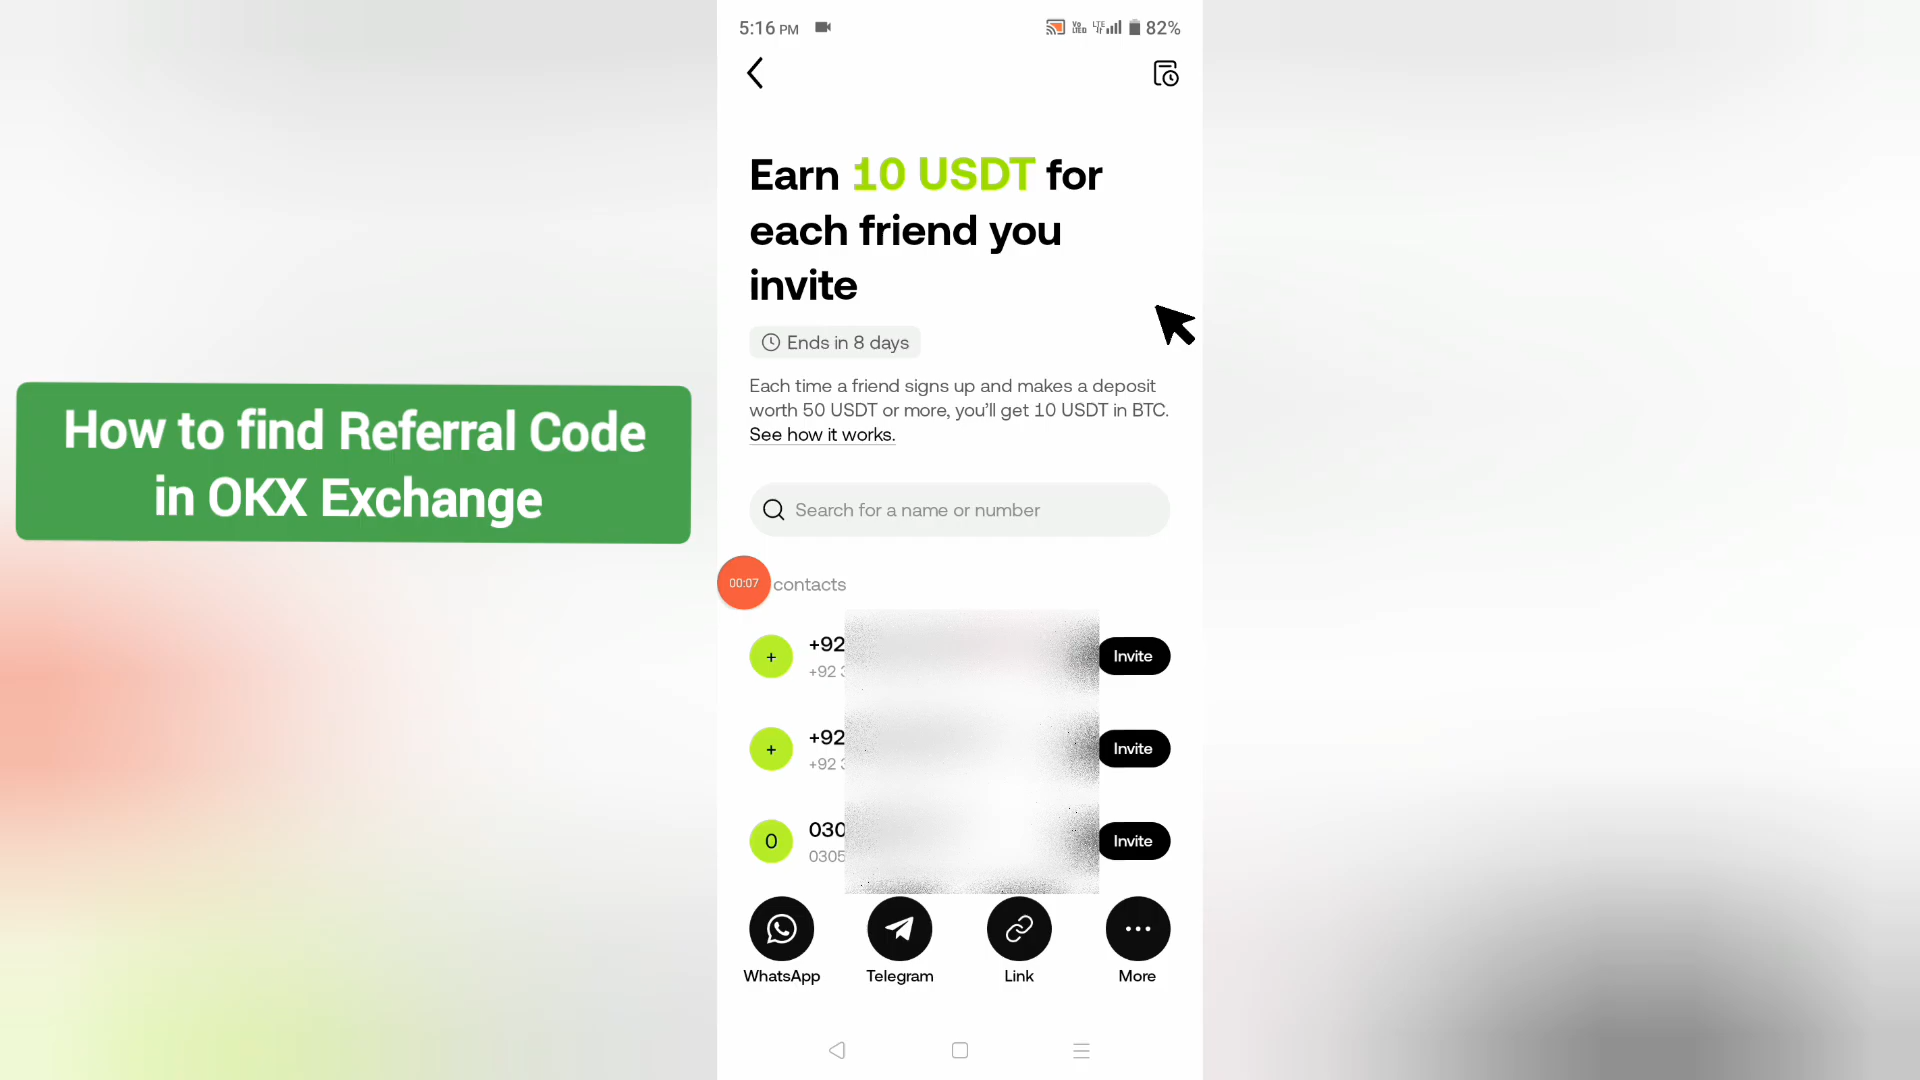 5:16 PM
82%
Earn 10 USDT for
each friend you
invite
Ends in 8 days
Each time a friend signs up and makes a deposit
worth 50 USDT or more, you'll get 10 USDT in BTC.
See how it works.
How to find Referral Code
in OKX Exchange
Search for a name or number
00:07
contacts
+92
+92
Invite
+92
+92
Invite
0
030
0305
Invite
WhatsApp
Telegram
Link
More